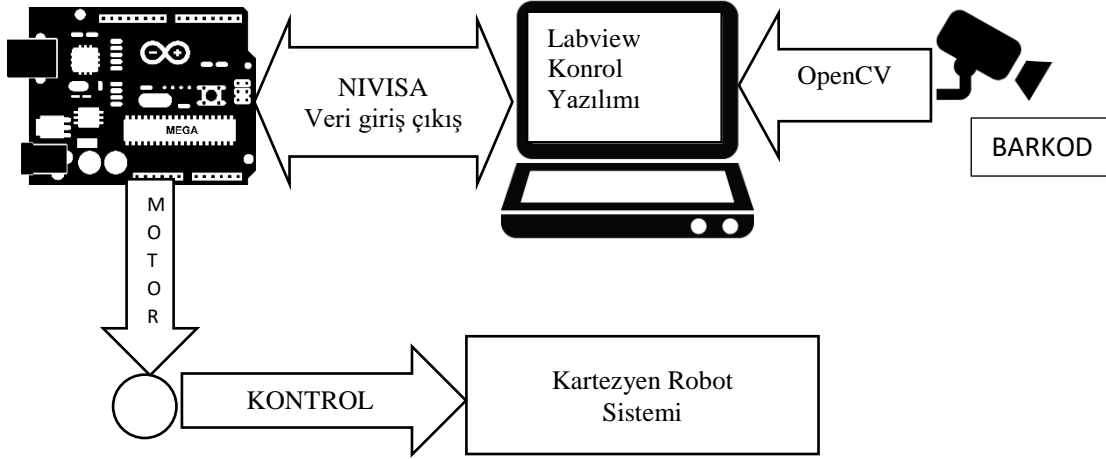 MEGA
NIVISA
Veri giriş çıkış
Labview
Konrol
Yazılımı
OpenCV
BARKOD
M
O
T
O
R
KONTROL
Kartezyen Robot
Sistemi